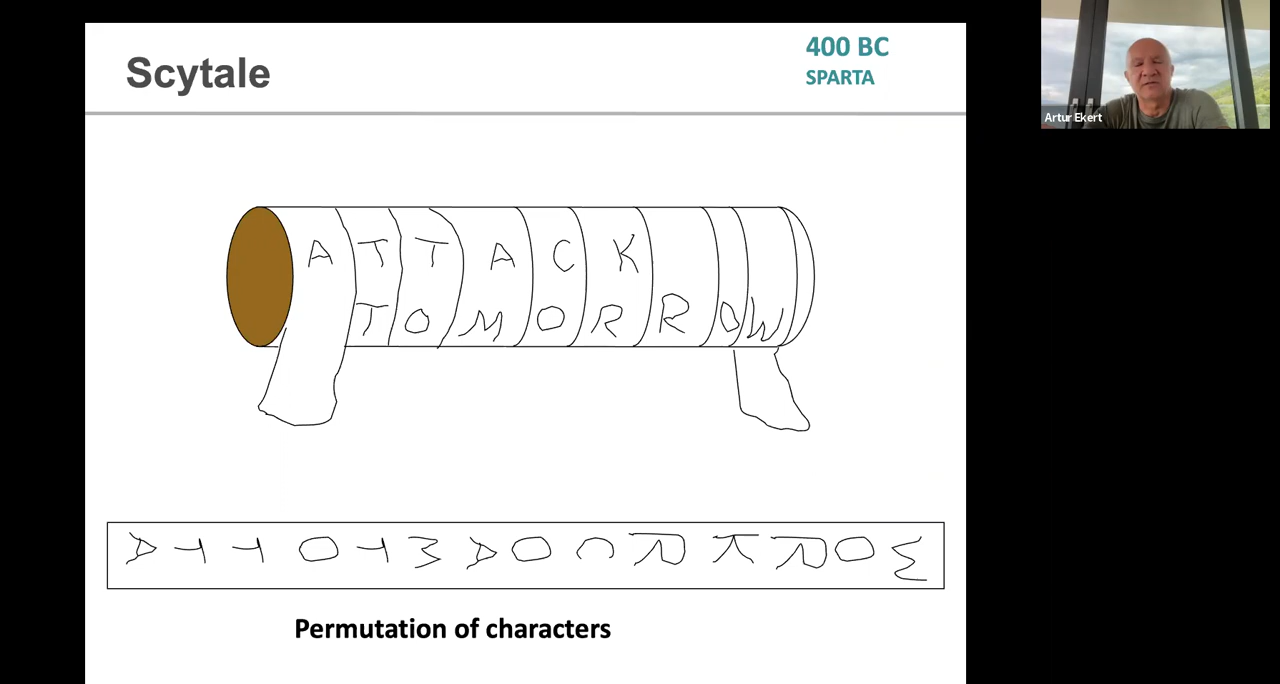 Scytale
400 BC
SPARTA
Artur Ekert
A T T A C K
T O M O R R O W
A T T O T M A O C R K R O W
Permutation of characters